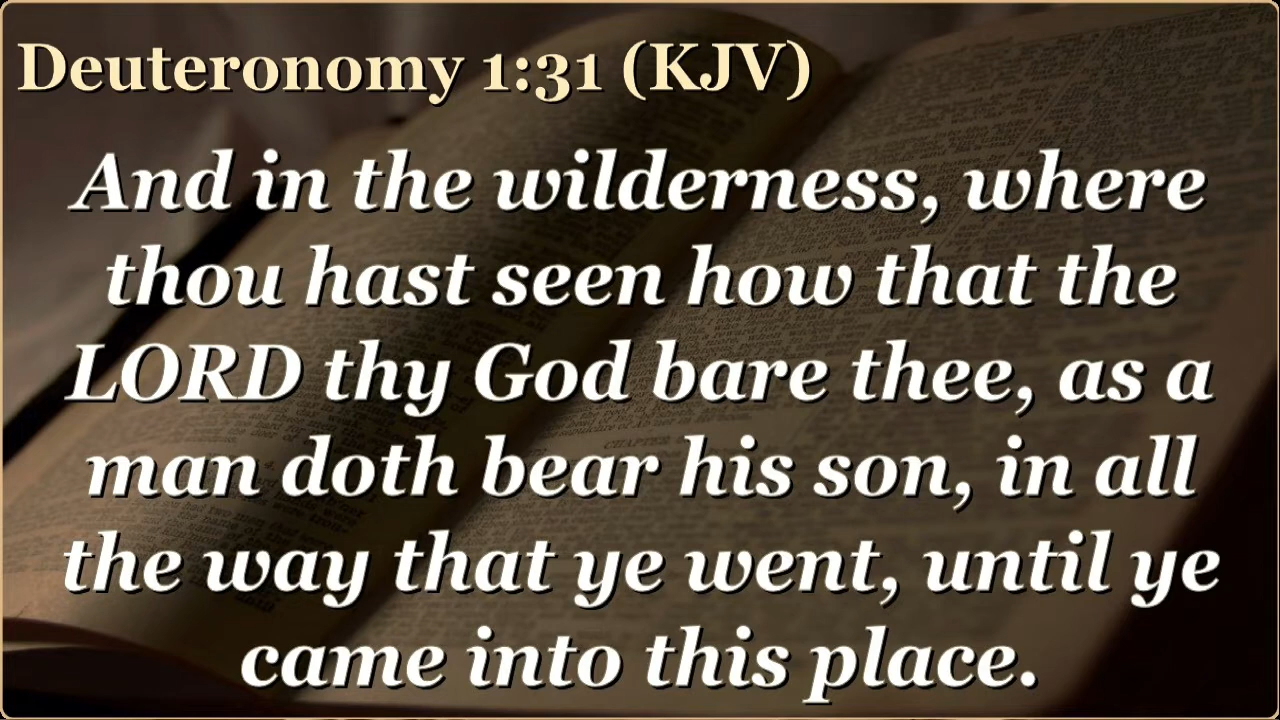 Deuteronomy 1:31 (KJV)
And in the wilderness, where
thou hast seen how that the
LORD thy God bare thee, as a
man doth bear his son, in all
the way that ye went, until ye
came into this place.